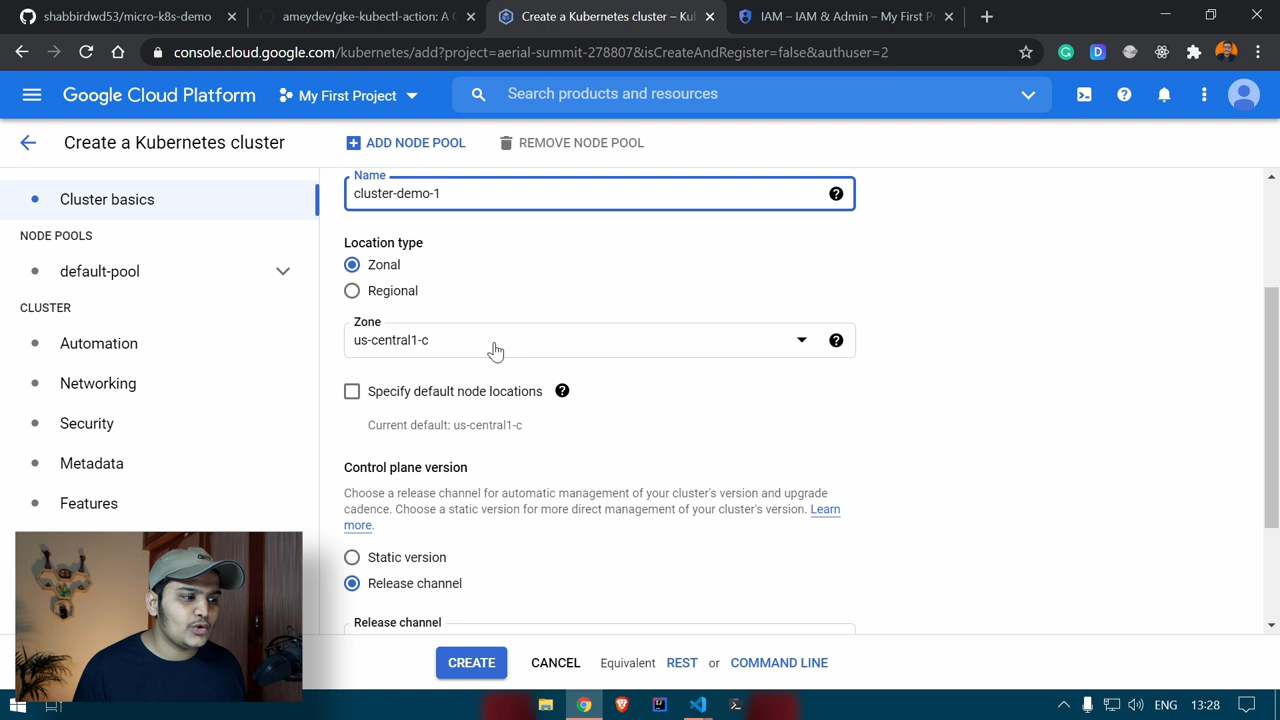 shabbirdwd53/micro-k8s-demo
ameydev/gke-kubectl-action: A G
Create a Kubernetes cluster – Ku
IAM – IAM & Admin – My First P
console.cloud.google.com/kubernetes/add?project=aerial-summit-278807&isCreateAndRegister=false&authuser=2
Google Cloud Platform
My First Project
Search products and resources
Create a Kubernetes cluster
ADD NODE POOL
REMOVE NODE POOL
Cluster basics
NODE POOLS
default-pool
CLUSTER
Automation
Networking
Security
Metadata
Features
Name
cluster-demo-1
Location type
Zonal
Regional
Zone
us-central1-c
Specify default node locations
Current default: us-central1-c
Control plane version
Choose a release channel for automatic management of your cluster's version and upgrade
cadence. Choose a static version for more direct management of your cluster's version. Learn
more.
Static version
Release channel
Release channel
CREATE
CANCEL
Equivalent REST or COMMAND LINE
ENG
13:28